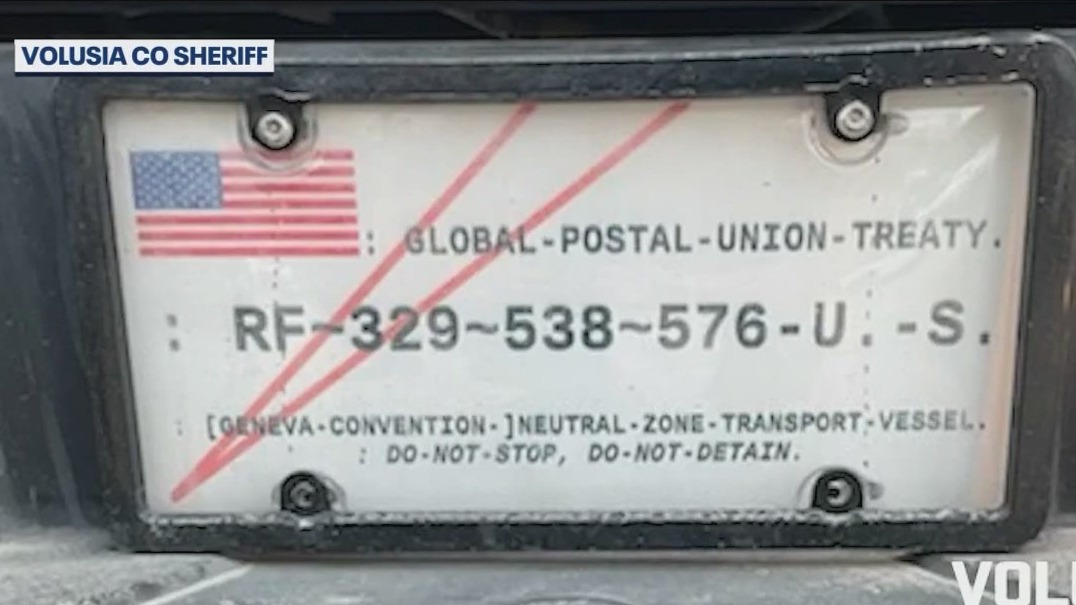 VOLUSIA CO SHERIFF
: GLOBAL-POSTAL-UNION-TREATY.
: RF~329~538~576-U.-S.
: [GENEVA-CONVENTION-]NEUTRAL-ZONE-TRANSPORT-VESSEL.
: DO-NOT-STOP, DO-NOT-DETAIN.